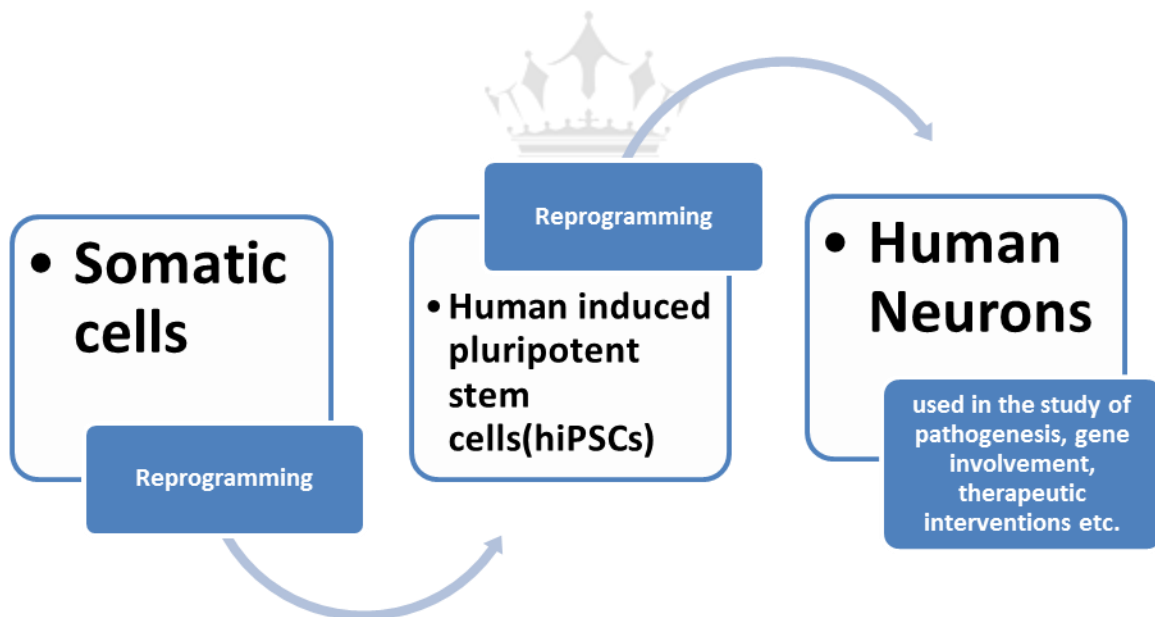 • Somatic
cells
Reprogramming
Reprogramming
• Human induced
pluripotent
stem
cells(hiPSCs)
• Human
Neurons
used in the study of
pathogenesis, gene
involvement,
therapeutic
interventions etc.